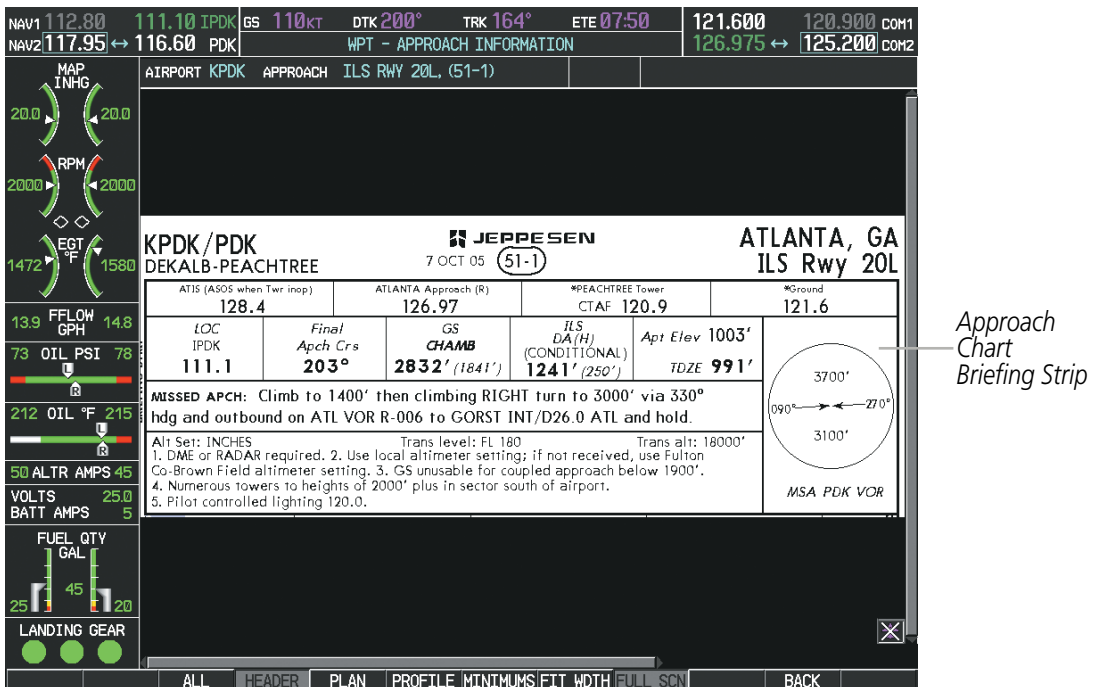 NAV1 112.80 111.10 IPDK GS 110KT DTK 200° TRK 164° ETE 07:50 121.600 120.900 COM1
NAV2 117.95 ↔ 116.60 PDK WPT - APPROACH INFORMATION 126.975 ↔ 125.200 COM2
AIRPORT KPDK APPROACH ILS RWY 20L, (51-1)
MAP
INHG
20.0 20.0
RPM
2000 2000
EGT
°F
1472 1580
13.9 FFLOW GPH 14.8
73 OIL PSI 78
L
R
212 OIL °F 215
L
R
50 ALTR AMPS 45
VOLTS 25.0
BATT AMPS 5
FUEL QTY
GAL
45
25 20
LANDING GEAR
KPDK/PDK JEPPESEN ATLANTA, GA
DEKALB-PEACHTREE 7 OCT 05 51-1 ILS Rwy 20L
ATIS (ASOS when Twr inop) ATLANTA Approach (R) *PEACHTREE Tower *Ground
128.4 126.97 CTAF 120.9 121.6
LOC
IPDK
111.1
Final
Apch Crs
203°
GS
CHAMB
2832' (1841')
ILS
DA(H)
(CONDITIONAL)
1241' (250')
Apt Elev 1003'
TDZE 991'
3700'
090° 270°
3100'
MSA PDK VOR
MISSED APCH: Climb to 1400' then climbing RIGHT turn to 3000' via 330°
hdg and outbound on ATL VOR R-006 to GORST INT/D26.0 ATL and hold.
Alt Set: INCHES Trans level: FL 180 Trans alt: 18000'
1. DME or RADAR required. 2. Use local altimeter setting; if not received, use Fulton
Co-Brown Field altimeter setting. 3. GS unusable for coupled approach below 1900'.
4. Numerous towers to heights of 2000' plus in sector south of airport.
5. Pilot controlled lighting 120.0.
ALL HEADER PLAN PROFILE MINIMUMS FIT WDTH FULL SCN BACK
Approach
Chart
Briefing Strip